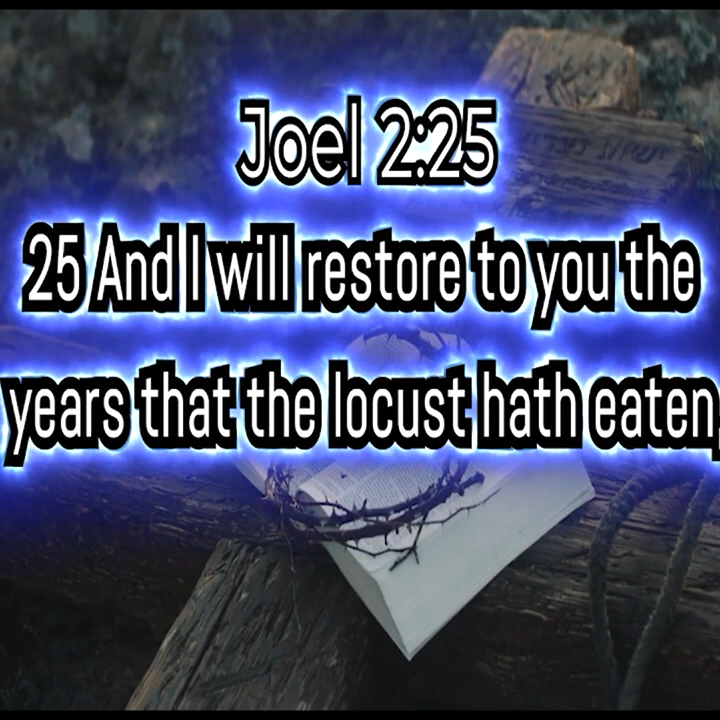 Joel 2:25
25 And I will restore to you the
years that the locust hath eaten,